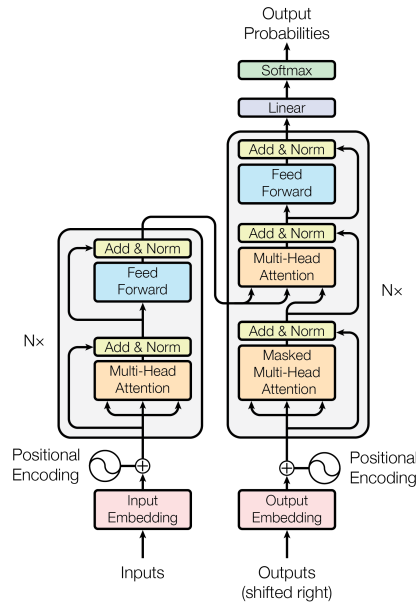 Output
Probabilities
Softmax
Linear
Add & Norm
Feed
Forward
Add & Norm
Multi-Head
Attention
Add & Norm
Masked
Multi-Head
Attention
N×
Add & Norm
Feed
Forward
Add & Norm
Multi-Head
Attention
N×
Positional
Encoding
Positional
Encoding
Input
Embedding
Output
Embedding
Inputs
Outputs
(shifted right)